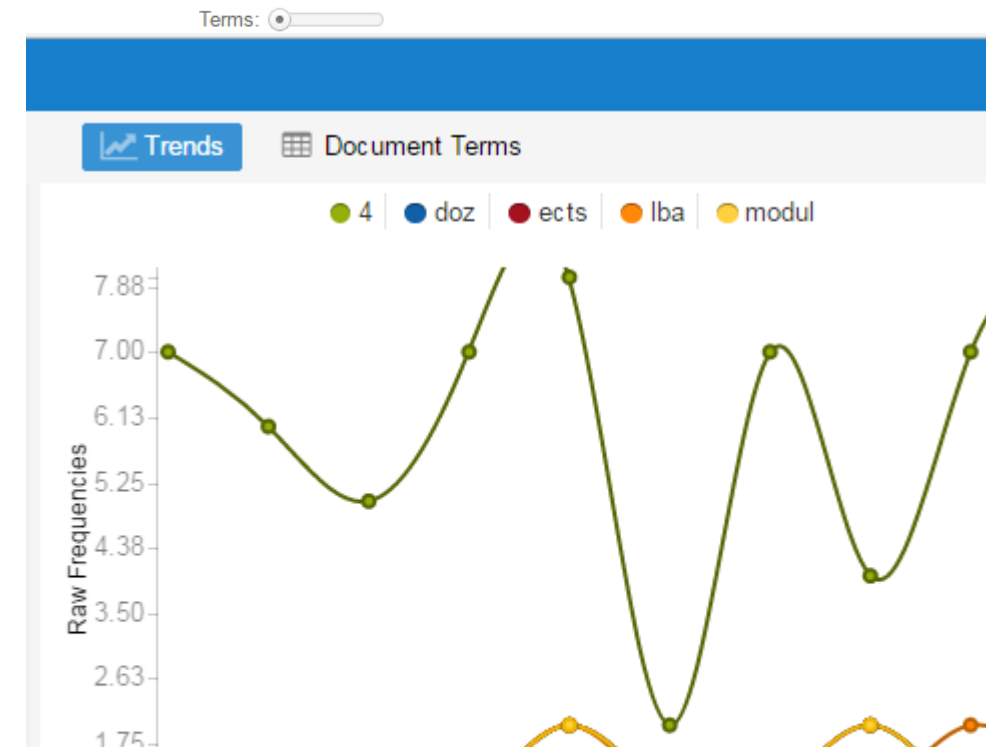 Terms:
Trends Document Terms
4 doz ects lba modul
7.88
7.00
6.13
5.25
4.38
3.50
2.63
1.75
Raw Frequencies